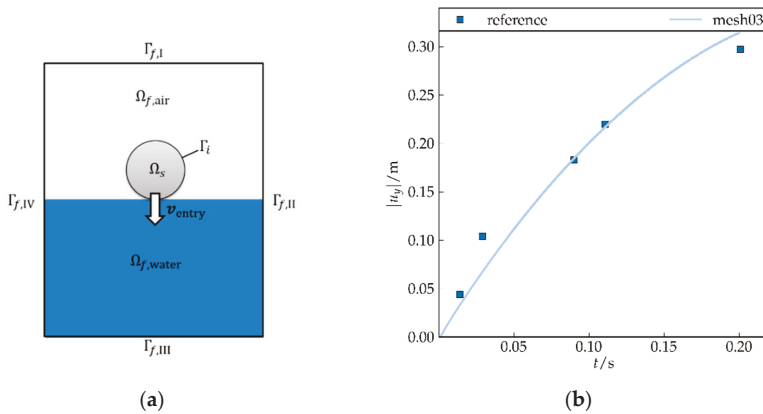 Γf,I
Ωf,air
Γi
Ωs
Γf,IV
Γf,II
ventry
Ωf,water
Γf,III
(a)
reference
mesh03
0.30
0.25
0.20
|uy|/m
0.15
0.10
0.05
0.00
0.05
0.10
0.15
0.20
t/s
(b)